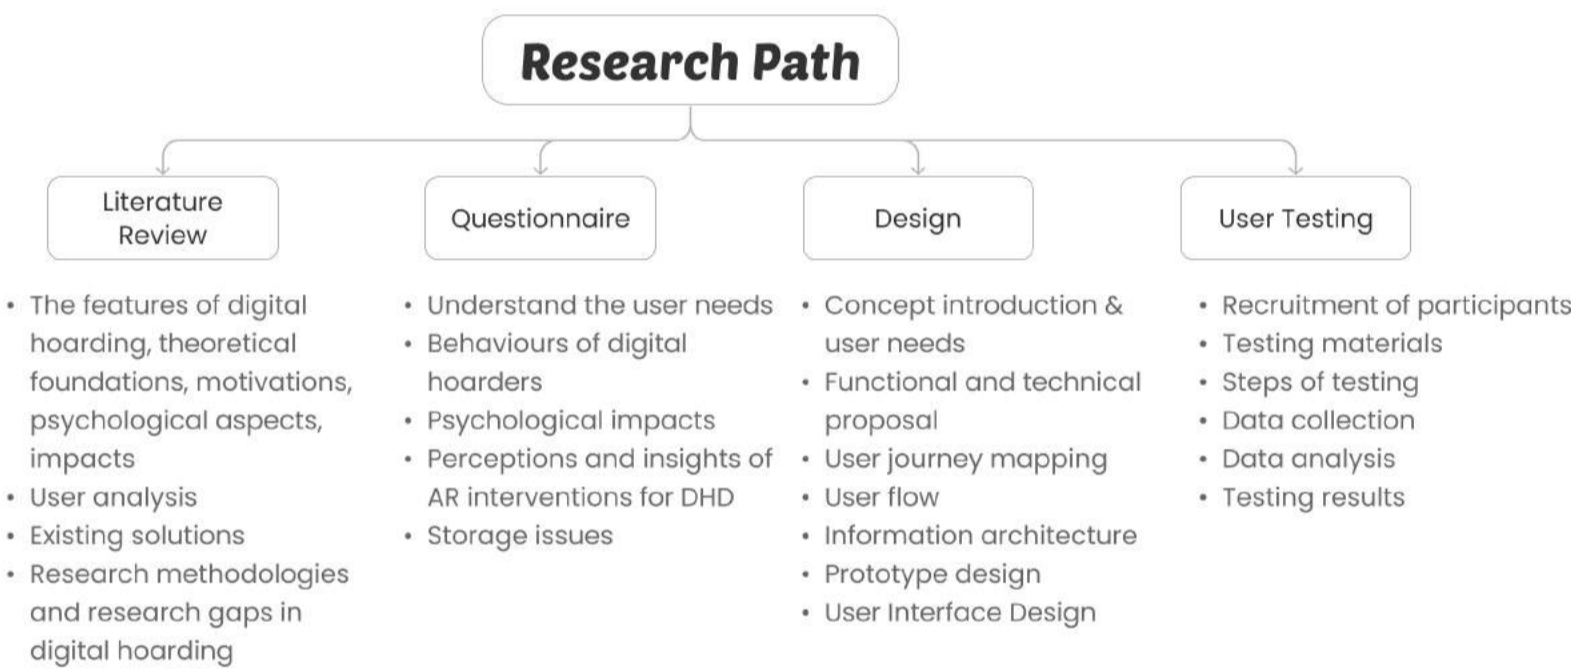 Research Path
Literature
Review
• The features of digital
hoarding, theoretical
foundations, motivations,
psychological aspects,
impacts
• User analysis
• Existing solutions
• Research methodologies
and research gaps in
digital hoarding
Questionnaire
• Understand the user needs
• Behaviours of digital
hoarders
• Psychological impacts
• Perceptions and insights of
AR interventions for DHD
• Storage issues
Design
• Concept introduction &
user needs
• Functional and technical
proposal
• User journey mapping
• User flow
• Information architecture
• Prototype design
• User Interface Design
User Testing
• Recruitment of participants
• Testing materials
• Steps of testing
• Data collection
• Data analysis
• Testing results